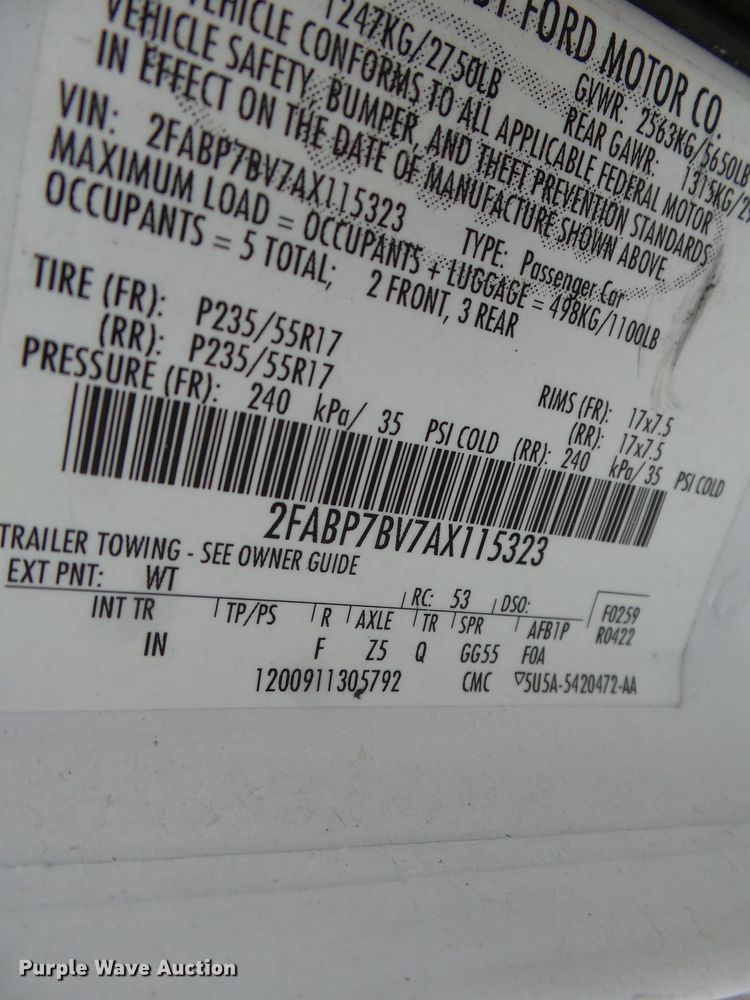 FORD MOTOR CO.
1247KG/2750LB GVWR: 2563KG/5650LB
REAR GAWR:
VEHICLE CONFORMS TO ALL APPLICABLE FEDERAL MOTOR
VEHICLE SAFETY, BUMPER, AND THEFT PREVENTION STANDARDS
IN EFFECT ON THE DATE OF MANUFACTURE SHOWN ABOVE.
VIN: 2FABP7BV7AX115323 TYPE: Passenger Car
MAXIMUM LOAD = OCCUPANTS + LUGGAGE = 498KG/1100LB
OCCUPANTS = 5 TOTAL; 2 FRONT, 3 REAR
TIRE (FR): P235/55R17 RIMS (FR): 17x7.5
(RR): P235/55R17 (RR): 17x7.5
PRESSURE (FR): 240 kPa/ 35 PSI COLD (RR): 240 kPa/ 35 PSI COLD
2FABP7BV7AX115323
TRAILER TOWING - SEE OWNER GUIDE
EXT PNT: WT RC: 53 DSO: F0259
INT TR TP/PS R AXLE TR SPR AFB1P R0422
IN F Z5 Q GG55 F0A
1200911305792 CMC ▽5U5A-5420472-AA
Purple Wave Auction